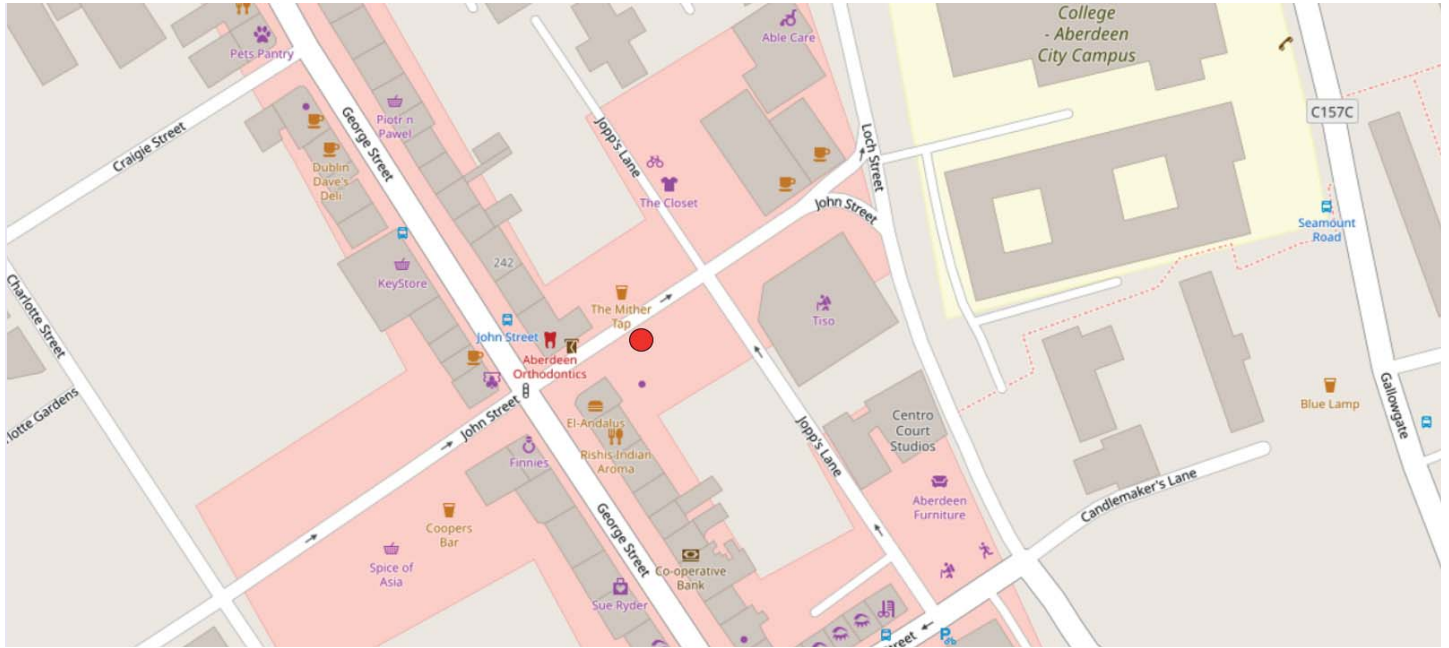 College
- Aberdeen
City Campus
Able Care
Pets Pantry
C157C
Piotr n
Pawel
George Street
Jopp's Lane
Loch Street
Craigie Street
Dublin
Dave's
Deli
The Closet
John Street
Seamount
Road
242
KeyStore
Charlotte Street
The Mither
Tap
Tiso
John Street
Aberdeen
Orthodontics
Gallowgate
Blue Lamp
lotte Gardens
John Street
El-Andalus
Centro
Court
Studios
Jopp's Lane
Finnies
Rishis Indian
Aroma
Candlemaker's Lane
Aberdeen
Furniture
Coopers
Bar
George Street
Spice of
Asia
Co-operative
Bank
Sue Ryder
Street
P